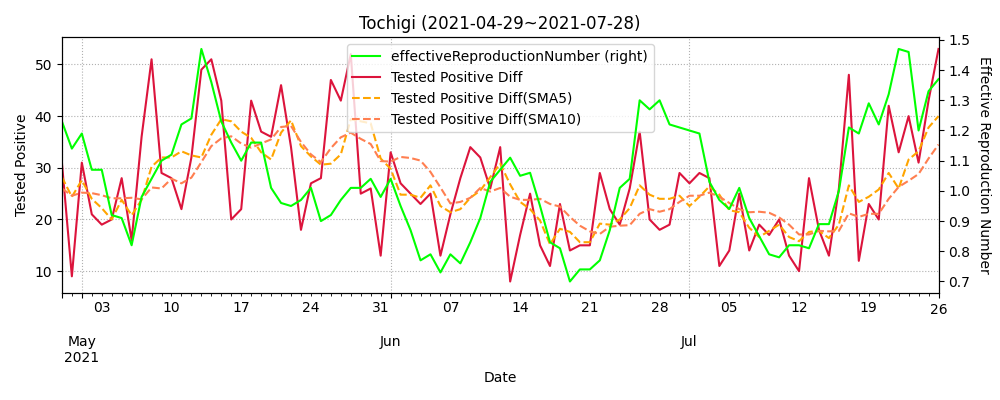 Tochigi (2021-04-29~2021-07-28)
effectiveReproductionNumber (right)
Tested Positive Diff
Tested Positive Diff(SMA5)
Tested Positive Diff(SMA10)
Tested Positive
50
40
30
20
10
1.5
1.4
1.3
1.2
1.1
1.0
0.9
0.8
0.7
Effective Reproduction Number
03 10 17 24 31 07 14 21 28 05 12 19 26
May Jun Jul
2021
Date